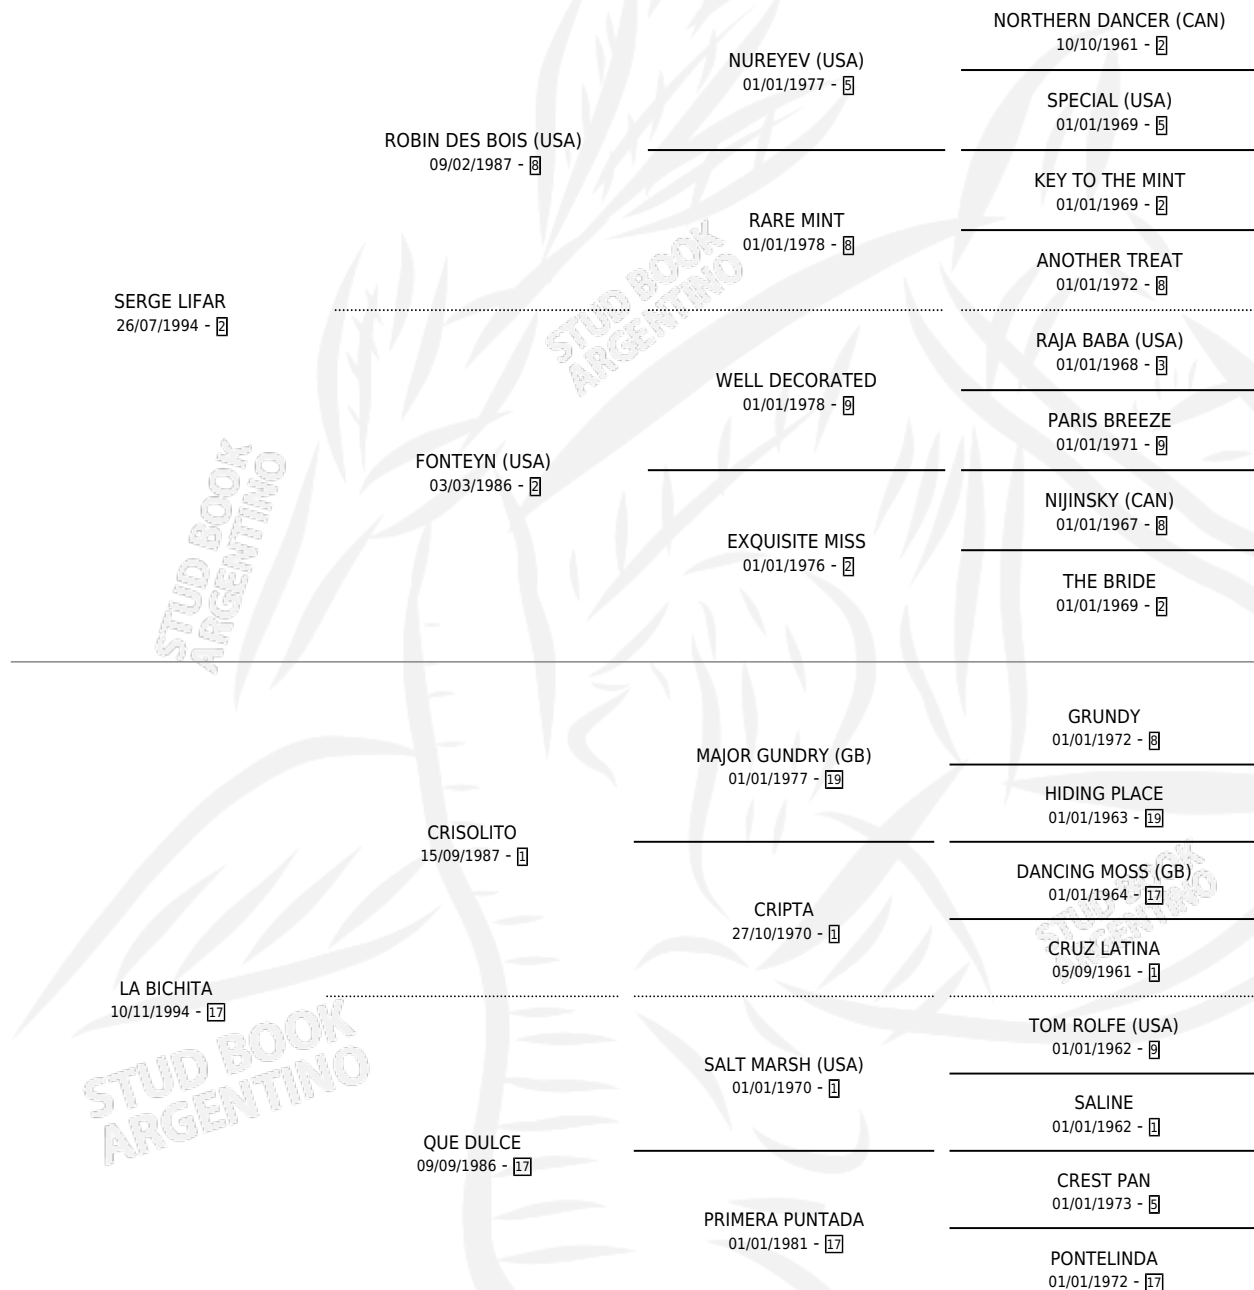 NORTHERN DANCER (CAN)
10/10/1961 - 2
NUREYEV (USA)
01/01/1977 - 5
SPECIAL (USA)
01/01/1969 - 5
ROBIN DES BOIS (USA)
09/02/1987 - 8
KEY TO THE MINT
01/01/1969 - 2
RARE MINT
01/01/1978 - 8
ANOTHER TREAT
01/01/1972 - 8
SERGE LIFAR
26/07/1994 - 2
RAJA BABA (USA)
01/01/1968 - 3
WELL DECORATED
01/01/1978 - 9
PARIS BREEZE
01/01/1971 - 9
FONTEYN (USA)
03/03/1986 - 2
NIJINSKY (CAN)
01/01/1967 - 8
EXQUISITE MISS
01/01/1976 - 2
THE BRIDE
01/01/1969 - 2
GRUNDY
01/01/1972 - 8
MAJOR GUNDRY (GB)
01/01/1977 - 19
HIDING PLACE
01/01/1963 - 19
CRISOLITO
15/09/1987 - 1
DANCING MOSS (GB)
01/01/1964 - 17
CRIPTA
27/10/1970 - 1
CRUZ LATINA
05/09/1961 - 1
LA BICHITA
10/11/1994 - 17
TOM ROLFE (USA)
01/01/1962 - 9
SALT MARSH (USA)
01/01/1970 - 1
SALINE
01/01/1962 - 1
QUE DULCE
09/09/1986 - 17
CREST PAN
01/01/1973 - 5
PRIMERA PUNTADA
01/01/1981 - 17
PONTELINDA
01/01/1972 - 17
STUD BOOK
ARGENTINO
STUD BOOK
ARGENTINO
STUD BOOK
ARGENTINO
STUD BOOK
ARGENTINO